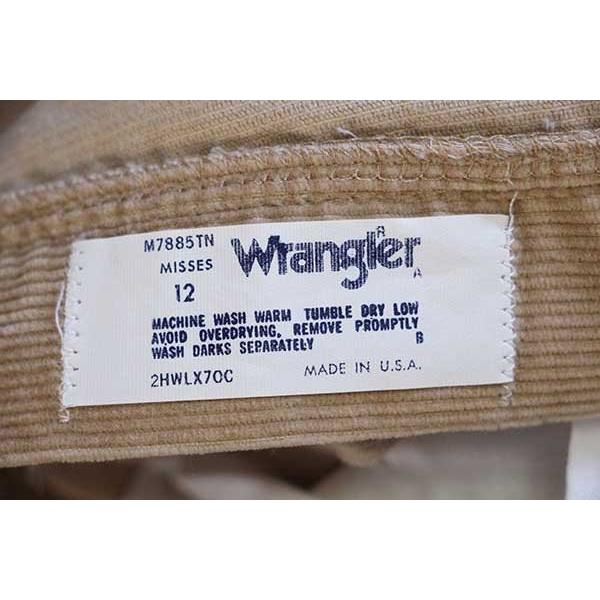 M7885TN
MISSES
12
Wrangler
R
A
MACHINE WASH WARM TUMBLE DRY LOW
AVOID OVERDRYING, REMOVE PROMPTLY
WASH DARKS SEPARATELY B
2HWLX70C MADE IN U.S.A.